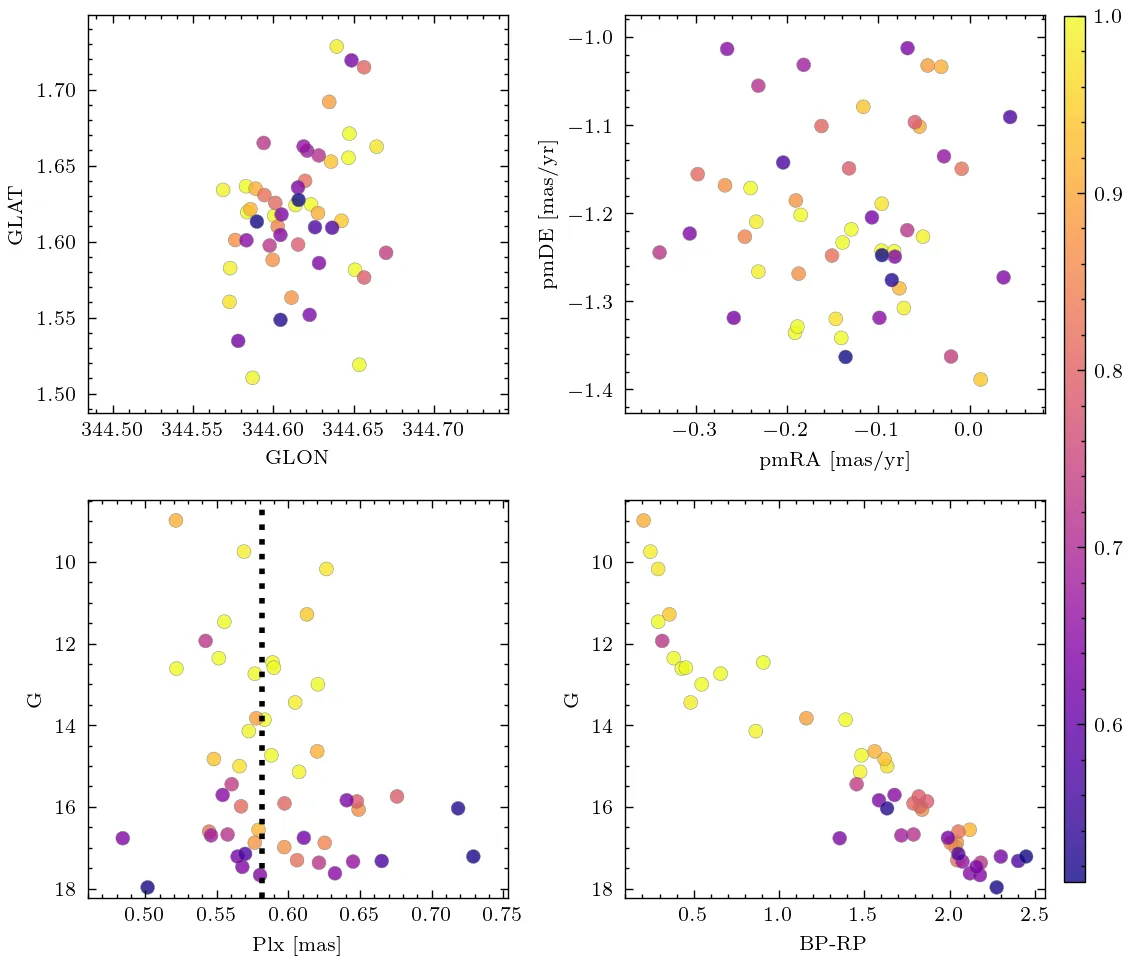 1.70
1.65
1.60
1.55
1.50
GLAT
344.50 344.55 344.60 344.65 344.70
GLON
−1.0
−1.1
−1.2
−1.3
−1.4
pmDE [mas/yr]
−0.3 −0.2 −0.1 0.0
pmRA [mas/yr]
1.0
0.9
0.8
0.7
0.6
10
12
14
16
18
G
0.50 0.55 0.60 0.65 0.70 0.75
Plx [mas]
10
12
14
16
18
G
0.5 1.0 1.5 2.0 2.5
BP-RP